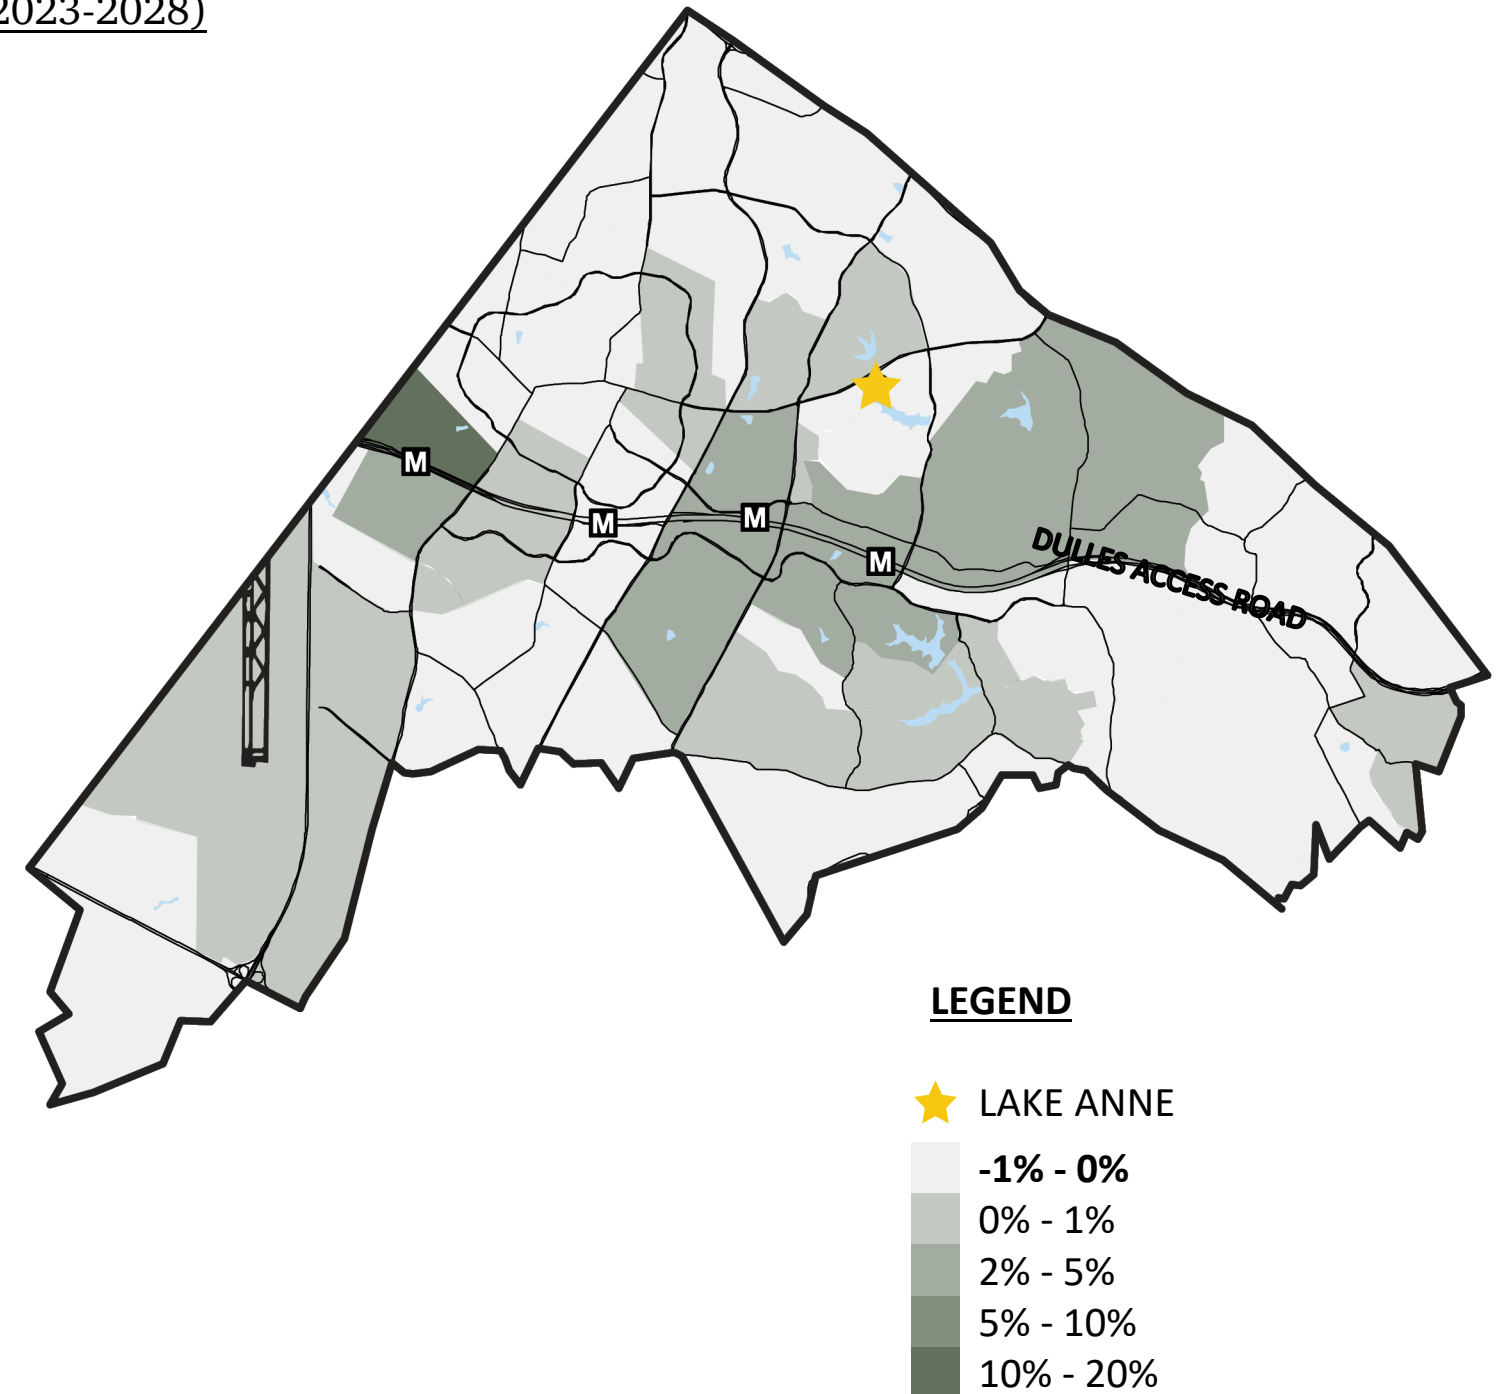 2023-2028)
M
M
M
M
DULLES ACCESS ROAD
LEGEND
LAKE ANNE
-1% - 0%
0% - 1%
2% - 5%
5% - 10%
10% - 20%